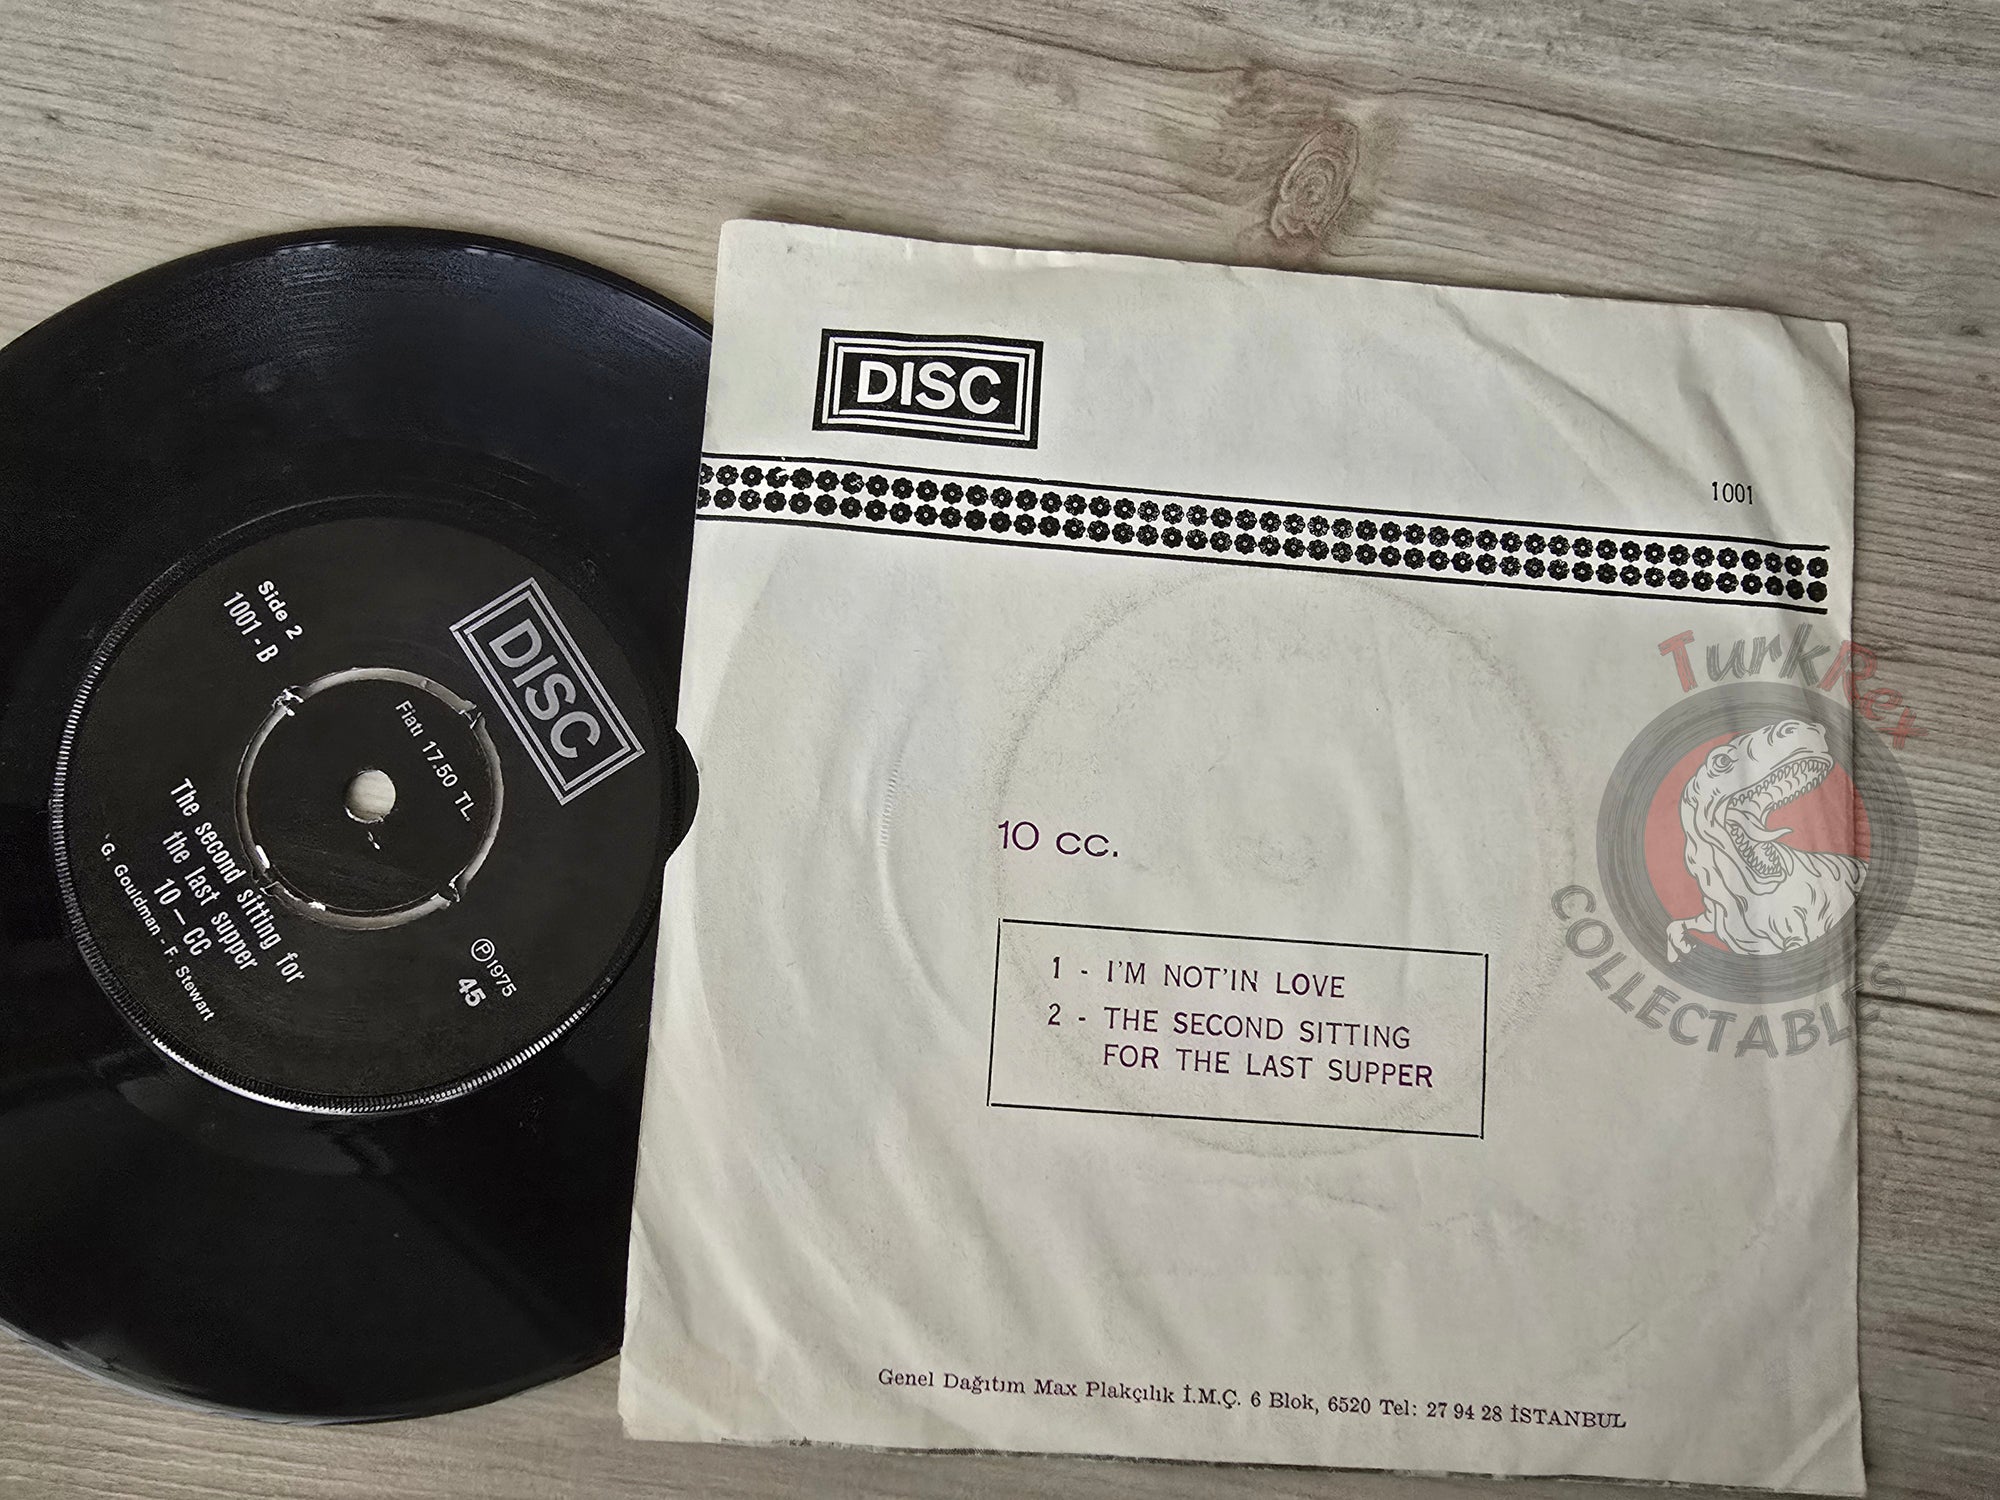 DISC
Side 2
1001 - B
Fiatı 17.50 TL
The second sitting for
the last supper
10 — CC
G. Gouldman - F. Stewart
Ⓟ1975
45
DISC
1001
10 cc.
1 - I'M NOT'IN LOVE
2 - THE SECOND SITTING
FOR THE LAST SUPPER
Genel Dağıtım Max Plakçılık İ.M.Ç. 6 Blok, 6520 Tel: 27 94 28 İSTANBUL
TurkRex
COLLECTABLES